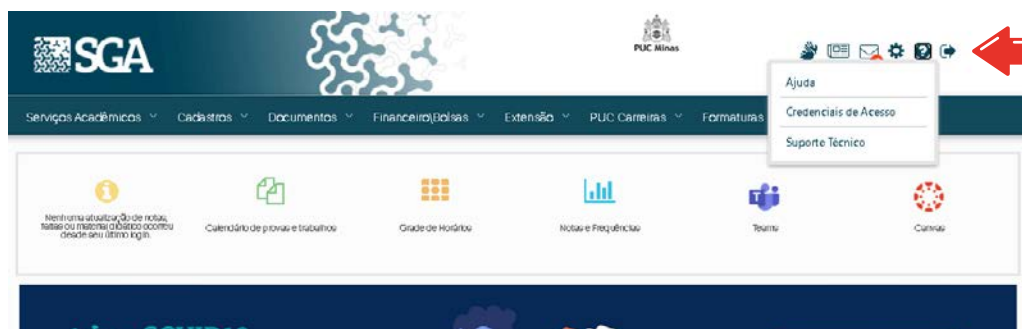 SGA
PUC Minas
Ajuda
Credenciais de Acesso
Suporte Técnico
Serviços Acadêmicos
Cadastros
Documentos
Financeiro\Bolsas
Extensão
PUC Carreiras
Formaturas
Nenhuma atualização de notas,
faltas ou material didático ocorreu
desde seu último login.
Calendário de provas e trabalhos
Grade de Horários
Notas e Frequências
Teams
Canvas